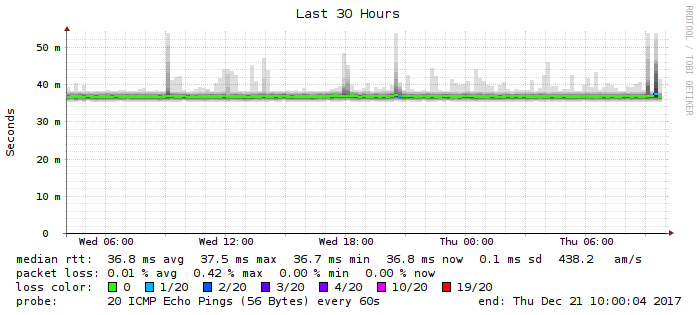 Last 30 Hours
RRDTOOL / TOBI OETIKER
Seconds
50 m
40 m
30 m
20 m
10 m
0
Wed 06:00 Wed 12:00 Wed 18:00 Thu 00:00 Thu 06:00
median rtt: 36.8 ms avg 37.5 ms max 36.7 ms min 36.8 ms now 0.1 ms sd 438.2 am/s
packet loss: 0.01 % avg 0.42 % max 0.00 % min 0.00 % now
loss color: 0 1/20 2/20 3/20 4/20 10/20 19/20
probe: 20 ICMP Echo Pings (56 Bytes) every 60s end: Thu Dec 21 10:00:04 2017